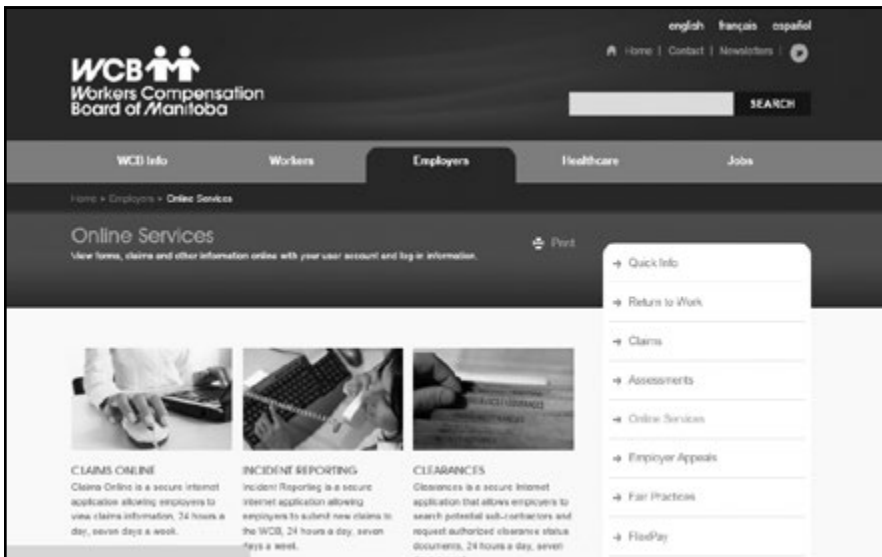 english français español
Home | Contact | Newsletters |
WCB
Workers Compensation
Board of Manitoba
SEARCH
WCB Info Workers Employers Healthcare Jobs
Home » Employers » Online Services
Online Services
View forms, claims and other information online with your user account and log in information.
Print
Quick Info
Return to Work
Claims
Assessments
Online Services
Employer Appeals
Fair Practices
FlexPay
CLAIMS ONLINE
Claims Online is a secure internet
application allowing employers to
view claims information, 24 hours a
day, seven days a week.
INCIDENT REPORTING
Incident Reporting is a secure
internet application allowing
employers to submit new claims to
the WCB, 24 hours a day, seven
days a week.
CLEARANCES
Clearances is a secure internet
application that allows employers to
search potential sub-contractors and
request authorized clearance status
documents, 24 hours a day, seven